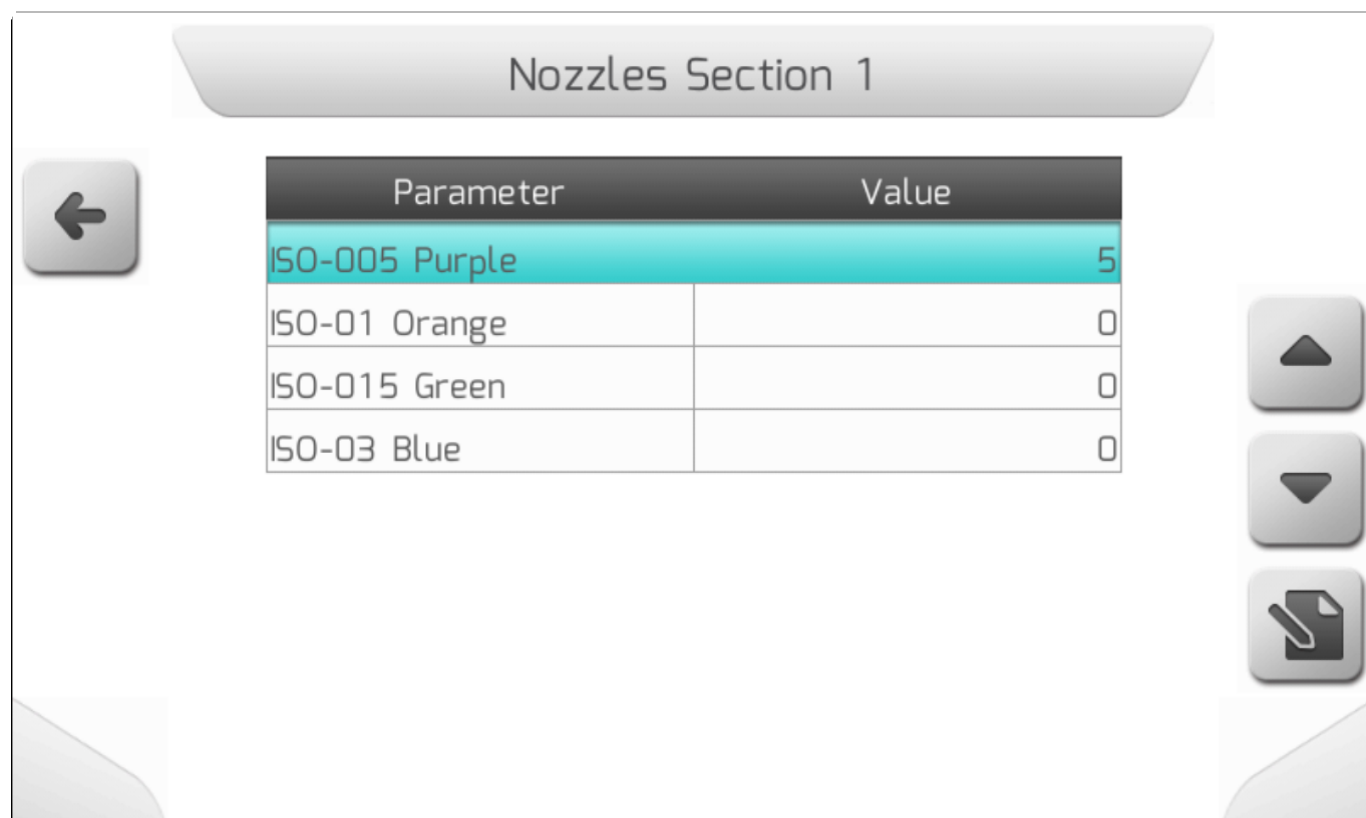 Nozzles Section 1
Parameter Value
ISO-005 Purple 5
ISO-01 Orange 0
ISO-015 Green 0
ISO-03 Blue 0